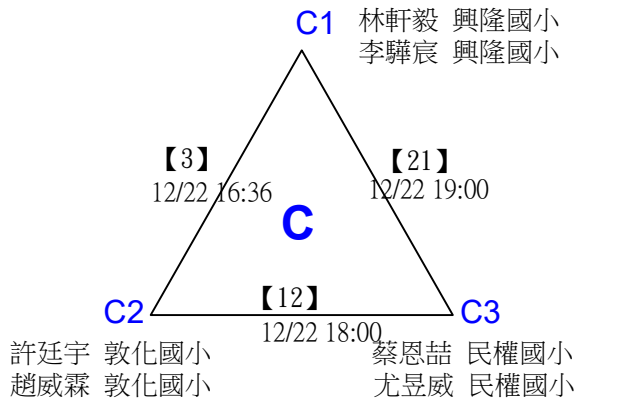 C1
林軒毅 興隆國小
李驊宸 興隆國小
【3】
12/22 16:36
【21】
12/22 19:00
C
【12】
12/22 18:00
C2
許廷宇 敦化國小
趙威霖 敦化國小
C3
蔡恩喆 民權國小
尤昱威 民權國小